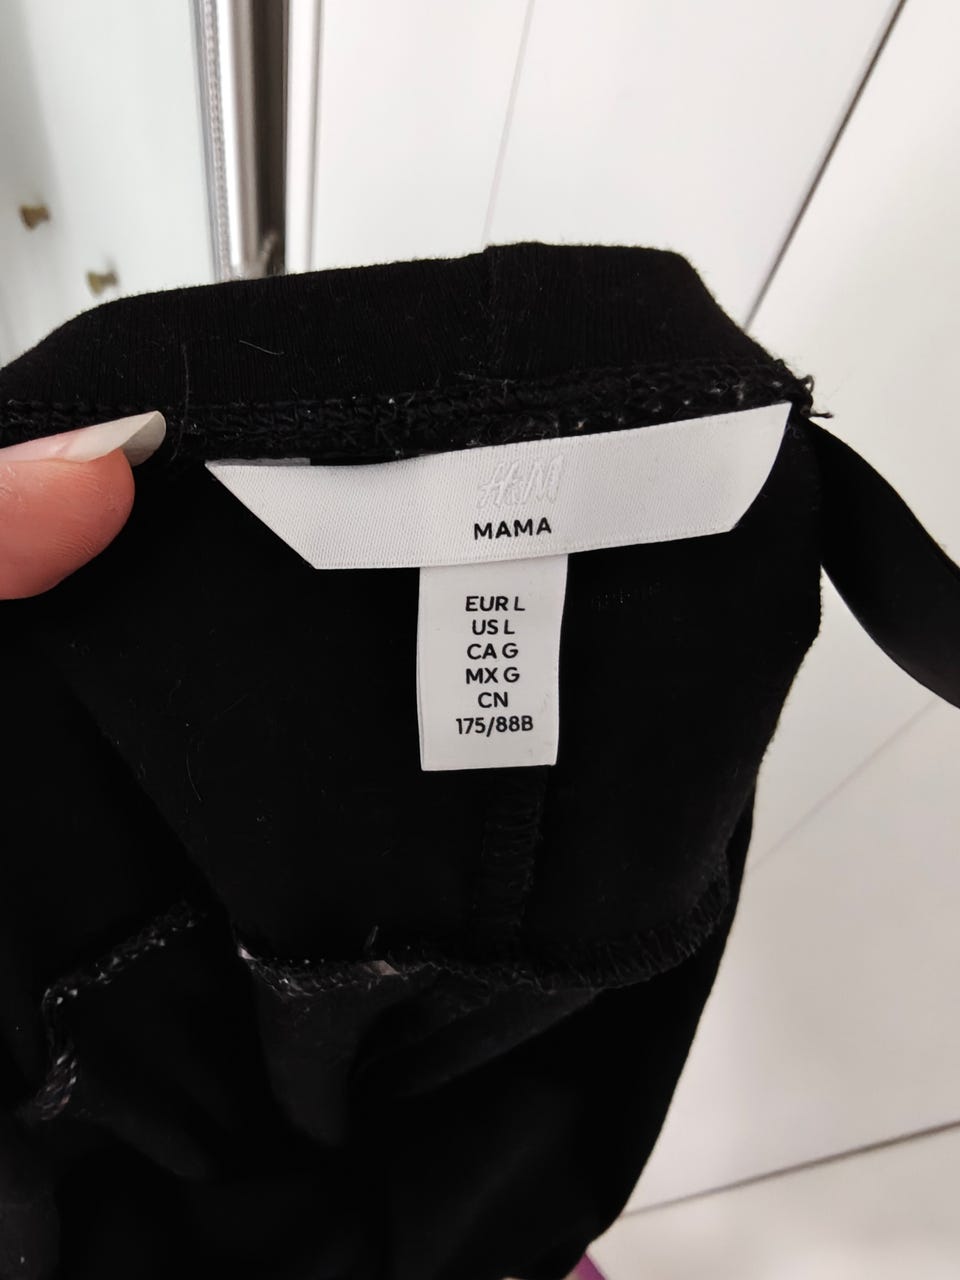 H&M
MAMA
EUR L
US L
CA G
MX G
CN
175/88B